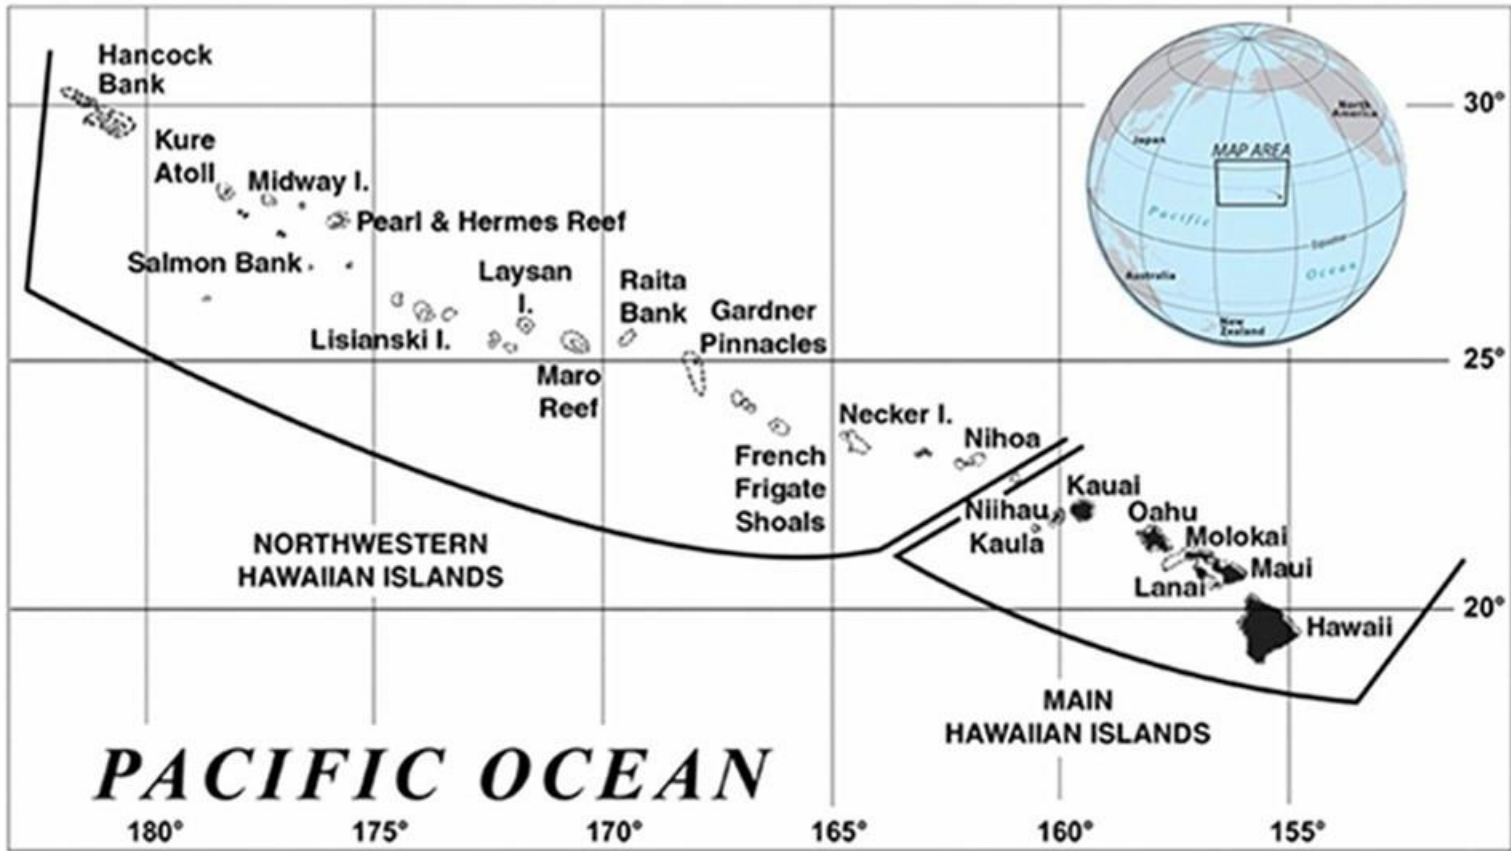 Hancock
Bank
30°
North
America
Kure
Atoll
Japan
MAP AREA
Midway I.
Pearl & Hermes Reef
Pacific
Equator
Salmon Bank
Laysan
I.
Raita
Bank
Ocean
Australia
Gardner
Pinnacles
New
Zealand
Lisianski I.
25°
Maro
Reef
Necker I.
Nihoa
French
Frigate
Shoals
Kauai
Niihau
Oahu
Kaula
Molokai
Maui
Lanai
NORTHWESTERN
HAWAIIAN ISLANDS
20°
Hawaii
MAIN
HAWAIIAN ISLANDS
PACIFIC OCEAN
180° 175° 170° 165° 160° 155°